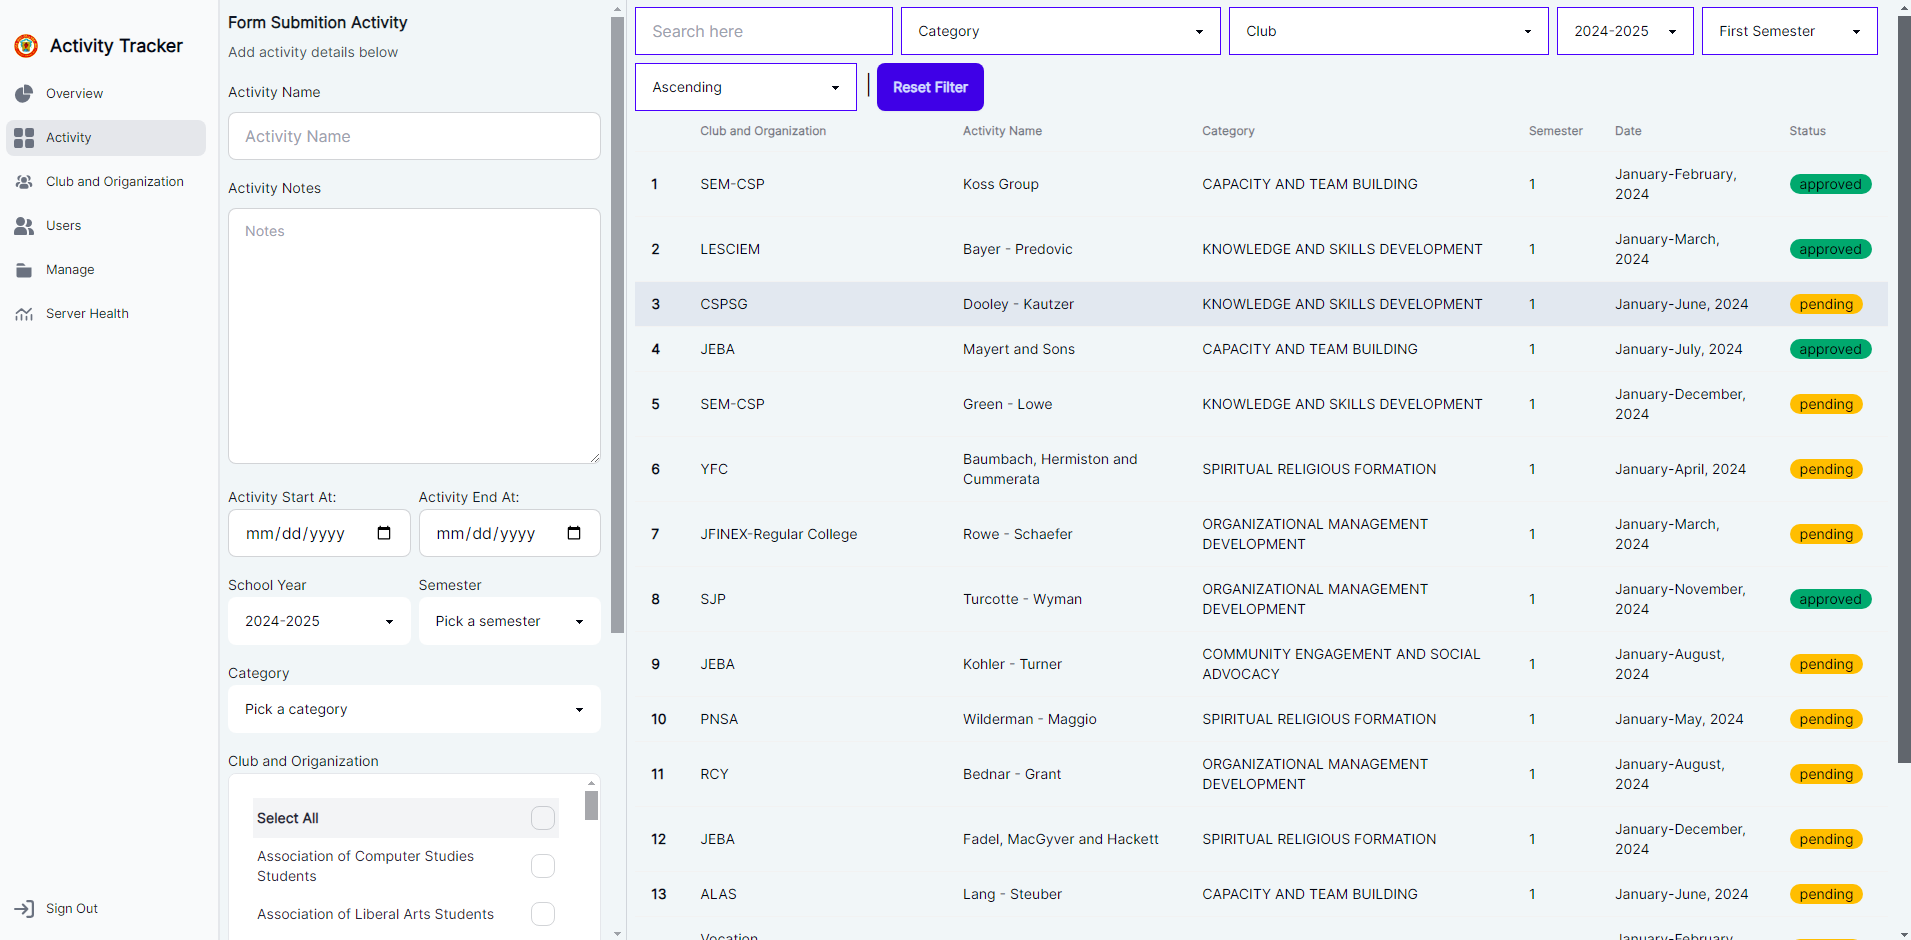 Activity Tracker
Overview
Activity
Club and Origanization
Users
Manage
Server Health
Sign Out
Form Submition Activity
Add activity details below
Activity Name
Activity Name
Activity Notes
Notes
Activity Start At:
Activity End At:
mm/dd/yyyy
mm/dd/yyyy
School Year
Semester
2024-2025
Pick a semester
Category
Pick a category
Club and Origanization
Select All
Association of Computer Studies
Students
Association of Liberal Arts Students
Search here
Category
Club
2024-2025
First Semester
Ascending
Reset Filter
Club and Organization Activity Name Category Semester Date Status
1 SEM-CSP Koss Group CAPACITY AND TEAM BUILDING 1 January-February,
2024 approved
2 LESCIEM Bayer - Predovic KNOWLEDGE AND SKILLS DEVELOPMENT 1 January-March,
2024 approved
3 CSPSG Dooley - Kautzer KNOWLEDGE AND SKILLS DEVELOPMENT 1 January-June, 2024 pending
4 JEBA Mayert and Sons CAPACITY AND TEAM BUILDING 1 January-July, 2024 approved
5 SEM-CSP Green - Lowe KNOWLEDGE AND SKILLS DEVELOPMENT 1 January-December,
2024 pending
6 YFC Baumbach, Hermiston and
Cummerata SPIRITUAL RELIGIOUS FORMATION 1 January-April, 2024 pending
7 JFINEX-Regular College Rowe - Schaefer ORGANIZATIONAL MANAGEMENT
DEVELOPMENT 1 January-March,
2024 pending
8 SJP Turcotte - Wyman ORGANIZATIONAL MANAGEMENT
DEVELOPMENT 1 January-November,
2024 approved
9 JEBA Kohler - Turner COMMUNITY ENGAGEMENT AND SOCIAL
ADVOCACY 1 January-August,
2024 pending
10 PNSA Wilderman - Maggio SPIRITUAL RELIGIOUS FORMATION 1 January-May, 2024 pending
11 RCY Bednar - Grant ORGANIZATIONAL MANAGEMENT
DEVELOPMENT 1 January-August,
2024 pending
12 JEBA Fadel, MacGyver and Hackett SPIRITUAL RELIGIOUS FORMATION 1 January-December,
2024 pending
13 ALAS Lang - Steuber CAPACITY AND TEAM BUILDING 1 January-June, 2024 pending
Vocation January-February